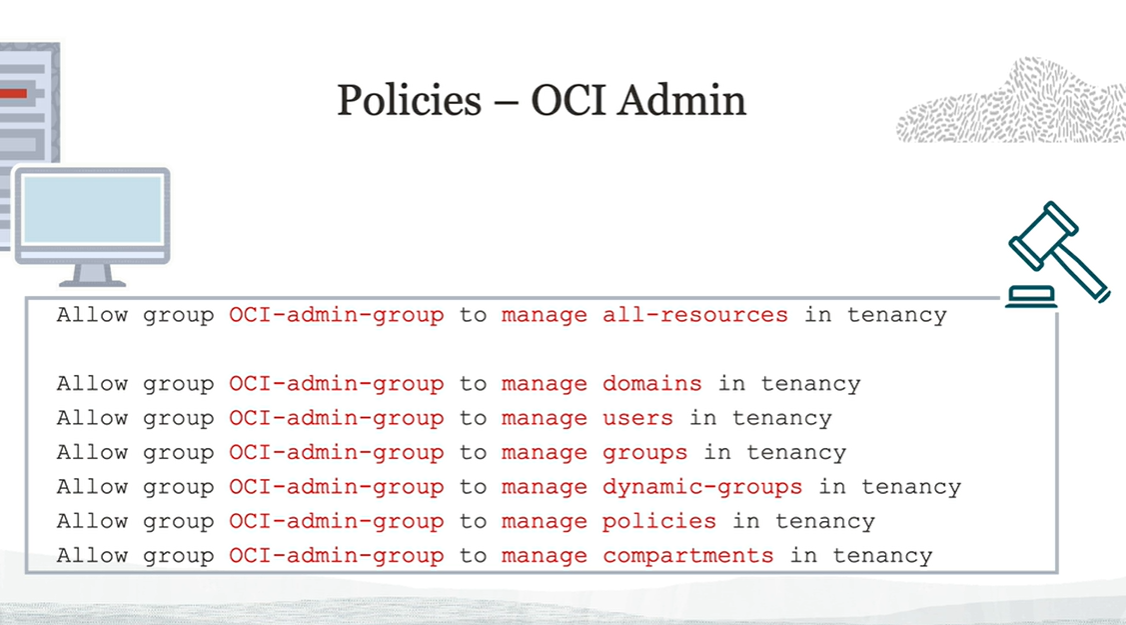 Policies – OCI Admin
Allow group OCI-admin-group to manage all-resources in tenancy
Allow group OCI-admin-group to manage domains in tenancy
Allow group OCI-admin-group to manage users in tenancy
Allow group OCI-admin-group to manage groups in tenancy
Allow group OCI-admin-group to manage dynamic-groups in tenancy
Allow group OCI-admin-group to manage policies in tenancy
Allow group OCI-admin-group to manage compartments in tenancy